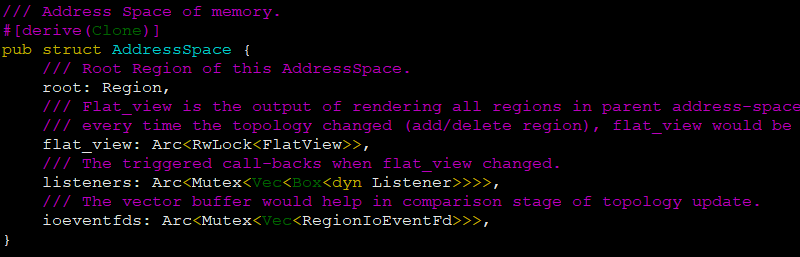 /// Address Space of memory.
#[derive(Clone)]
pub struct AddressSpace {
    /// Root Region of this AddressSpace.
    root: Region,
    /// Flat_view is the output of rendering all regions in parent address-space
    /// every time the topology changed (add/delete region), flat_view would be
    flat_view: Arc<RwLock<FlatView>>,
    /// The triggered call-backs when flat_view changed.
    listeners: Arc<Mutex<Vec<Box<dyn Listener>>>>,
    /// The vector buffer would help in comparison stage of topology update.
    ioeventfds: Arc<Mutex<Vec<RegionIoEventFd>>>,
}